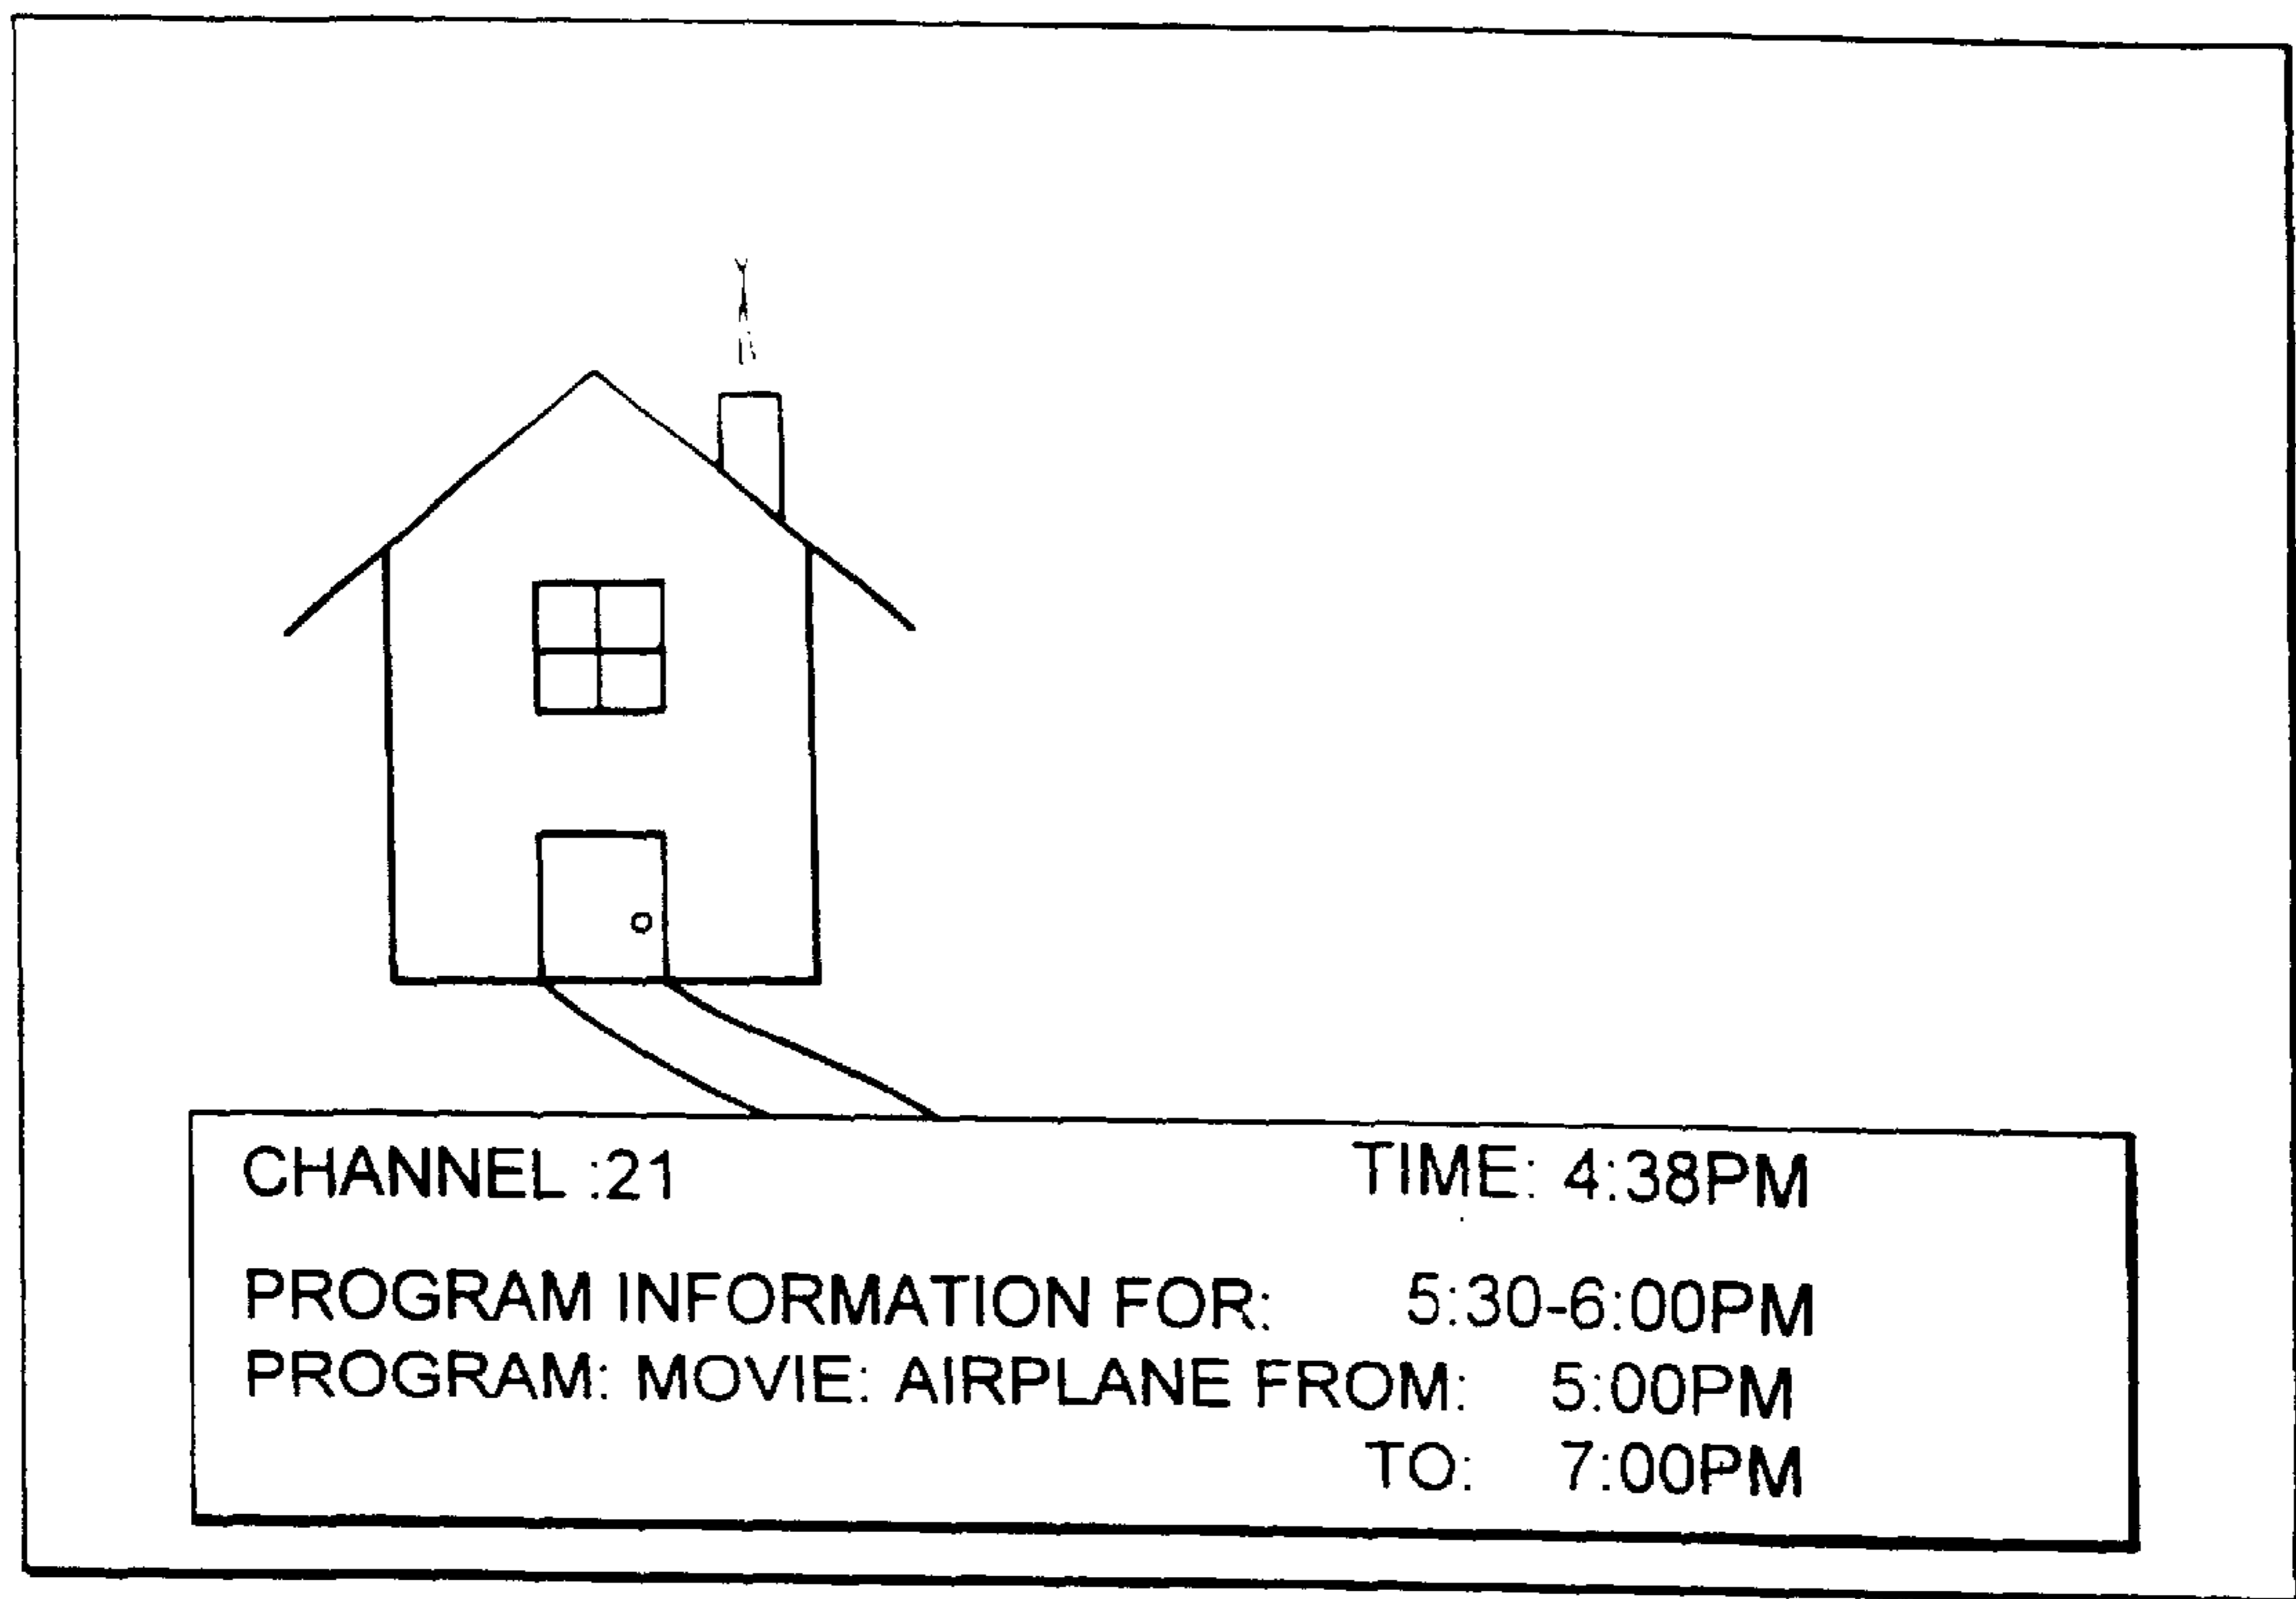 CHANNEL :21 TIME: 4:38PM
PROGRAM INFORMATION FOR: 5:30-6:00PM
PROGRAM: MOVIE: AIRPLANE FROM: 5:00PM
TO: 7:00PM